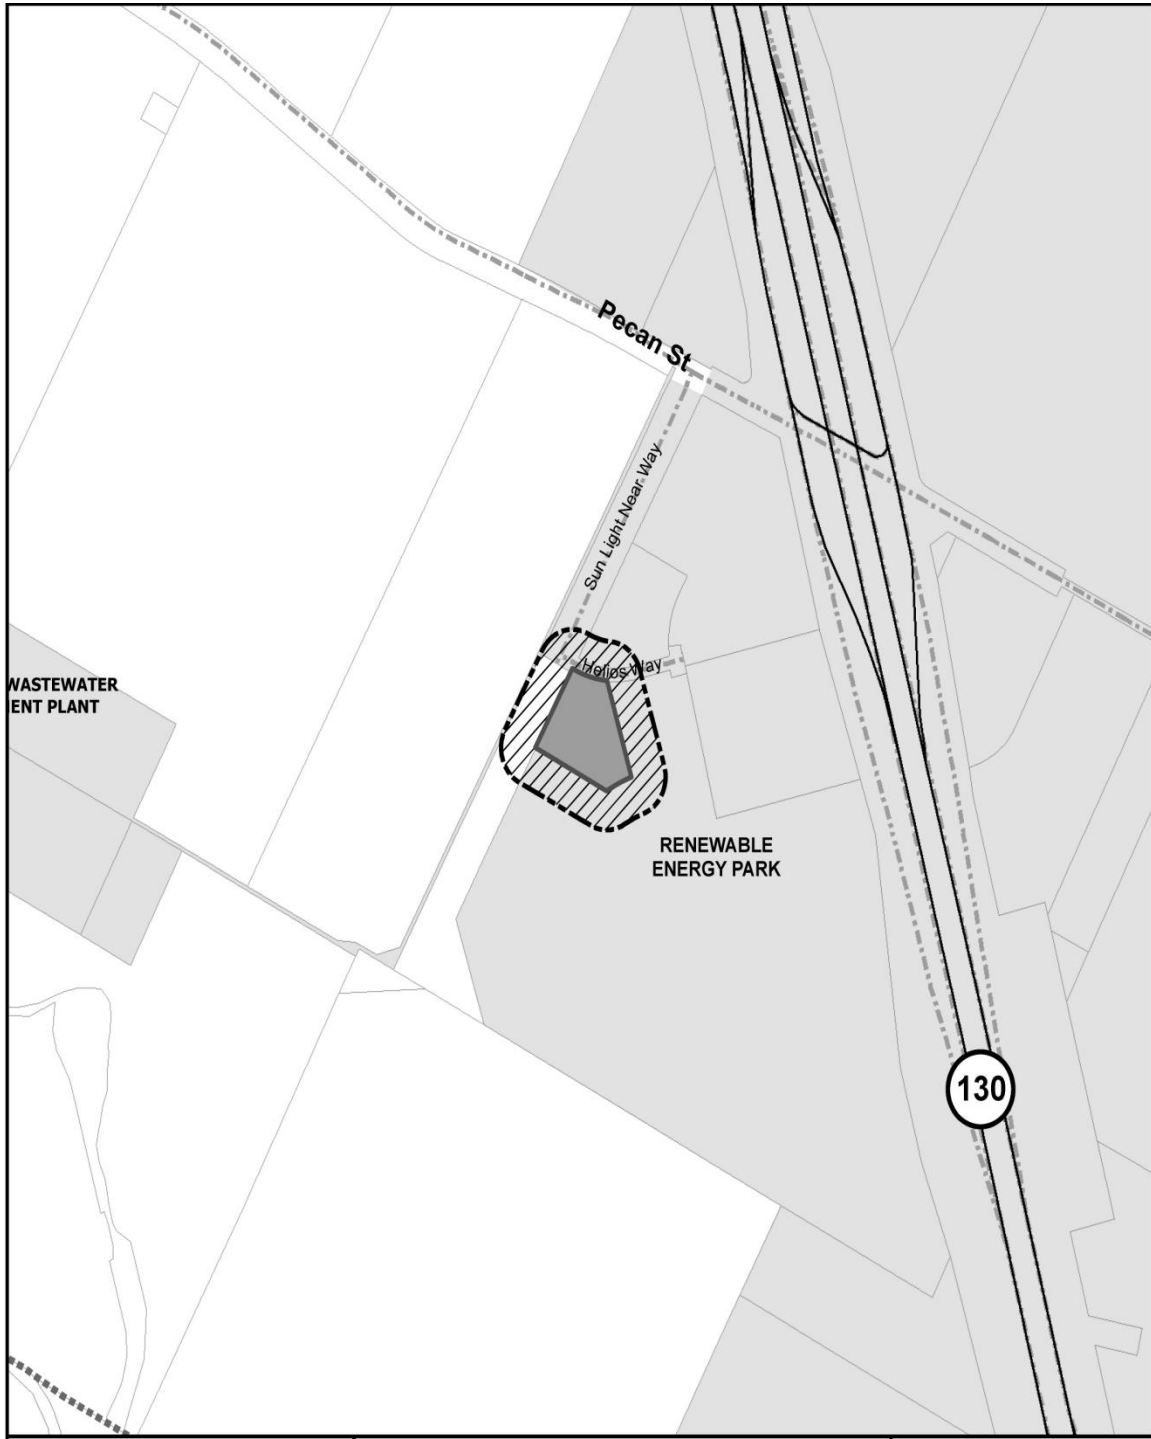 Pecan St
Sun Light Near Way
Helios Way
WASTEWATER
ENT PLANT
RENEWABLE
ENERGY PARK
130